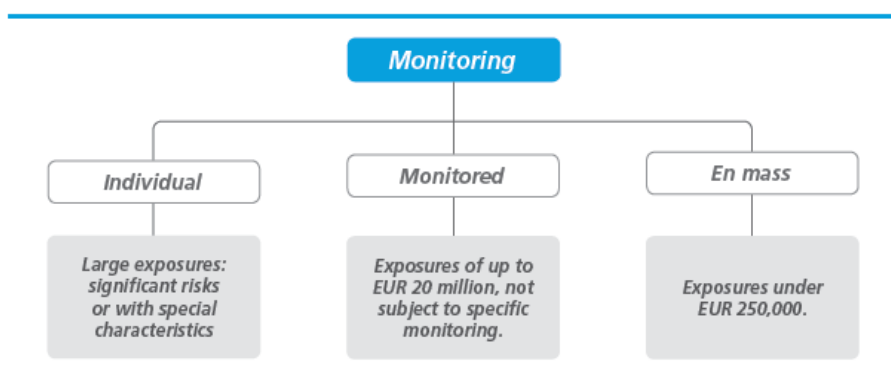 Monitoring
Individual
Monitored
En mass
Large exposures:
significant risks
or with special
characteristics
Exposures of up to
EUR 20 million, not
subject to specific
monitoring.
Exposures under
EUR 250,000.